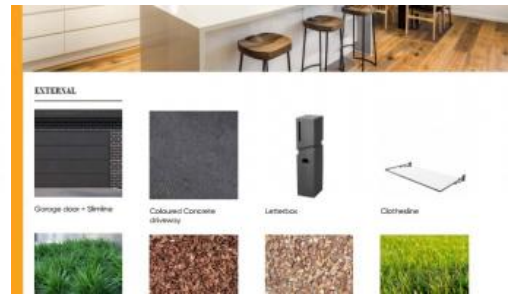 EXTERNAL
Garage door - Slimline
Coloured Concrete
driveway
Letterbox
Clothesline